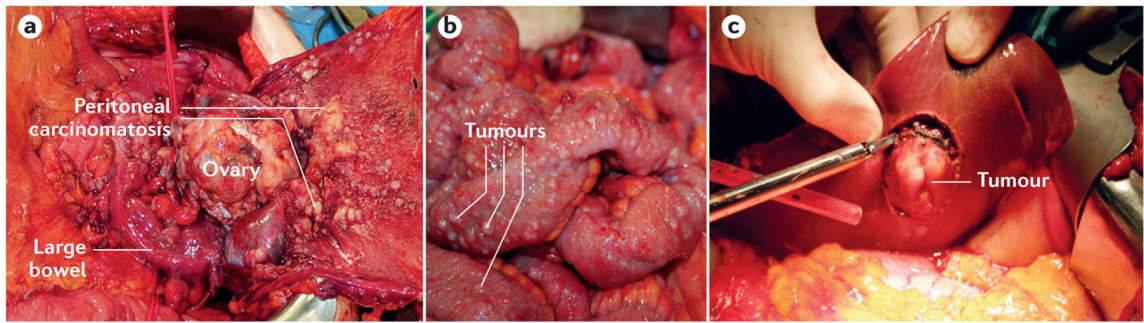 a
Peritoneal
carcinomatosis
Ovary
Large
bowel
b
Tumours
c
Tumour